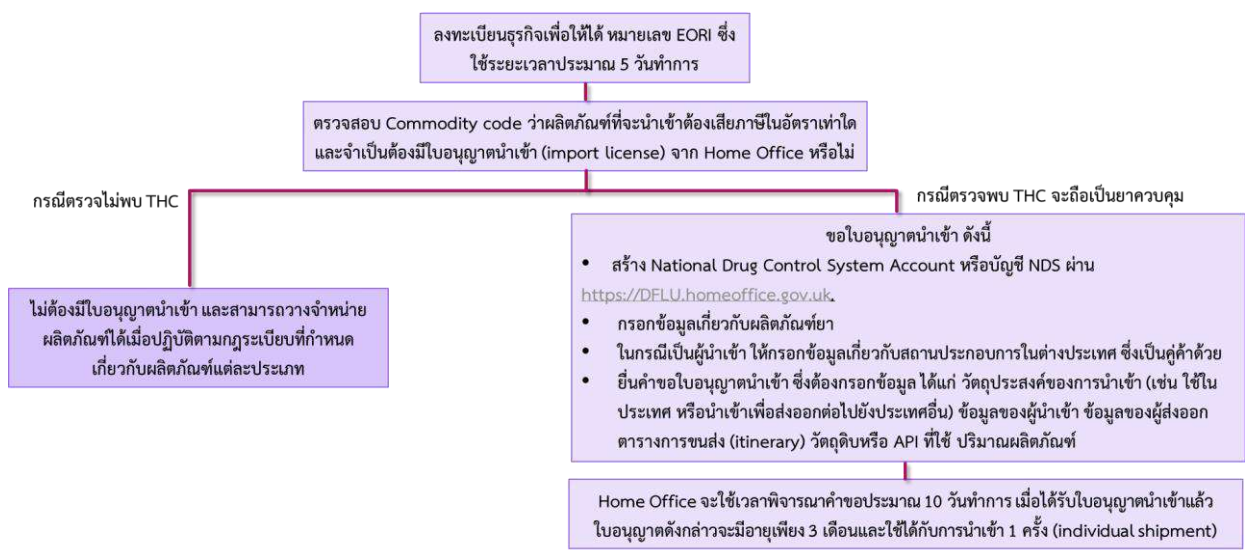 ลงทะเบียนธุรกิจเพื่อให้ได้ หมายเลข EORI ซึ่ง
ใช้ระยะเวลาประมาณ 5 วันทำการ
ตรวจสอบ Commodity code ว่าผลิตภัณฑ์ที่จะนำเข้าต้องเสียภาษีในอัตราเท่าใด
และจำเป็นต้องมีใบอนุญาตนำเข้า (import license) จาก Home Office หรือไม่
กรณีตรวจไม่พบ THC
ไม่ต้องมีใบอนุญาตนำเข้า และสามารถวางจำหน่าย
ผลิตภัณฑ์ได้เมื่อปฏิบัติตามกฎระเบียบที่กำหนด
เกี่ยวกับผลิตภัณฑ์แต่ละประเภท
กรณีตรวจพบ THC จะถือเป็นยาควบคุม
ขอใบอนุญาตนำเข้า ดังนี้
• สร้าง National Drug Control System Account หรือบัญชี NDS ผ่าน
https://DFLU.homeoffice.gov.uk.
• กรอกข้อมูลเกี่ยวกับผลิตภัณฑ์ยา
• ในกรณีเป็นผู้นำเข้า ให้กรอกข้อมูลเกี่ยวกับสถานประกอบการในต่างประเทศ ซึ่งเป็นคู่ค้าด้วย
• ยื่นคำขอใบอนุญาตนำเข้า ซึ่งต้องกรอกข้อมูล ได้แก่ วัตถุประสงค์ของการนำเข้า (เช่น ใช้ใน
ประเทศ หรือนำเข้าเพื่อส่งออกต่อไปยังประเทศอื่น) ข้อมูลของผู้นำเข้า ข้อมูลของผู้ส่งออก
ตารางการขนส่ง (itinerary) วัตถุดิบหรือ API ที่ใช้ ปริมาณผลิตภัณฑ์
Home Office จะใช้เวลาพิจารณาคำขอประมาณ 10 วันทำการ เมื่อได้รับใบอนุญาตนำเข้าแล้ว
ใบอนุญาตดังกล่าวจะมีอายุเพียง 3 เดือนและใช้ได้กับการนำเข้า 1 ครั้ง (individual shipment)